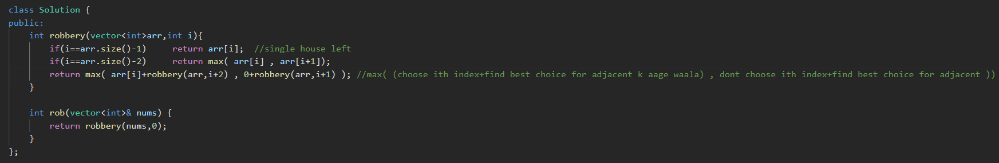 class Solution {
public:
    int robbery(vector<int>arr,int i){
        if(i==arr.size()-1)     return arr[i];  //single house left
        if(i==arr.size()-2)     return max( arr[i] , arr[i+1]);
        return max( arr[i]+robbery(arr,i+2) , 0+robbery(arr,i+1) ); //max( (choose ith index+find best choice for adjacent k aage waala) , dont choose ith index+find best choice for adjacent ))
    }
    int rob(vector<int>& nums) {
        return robbery(nums,0);
    }
};